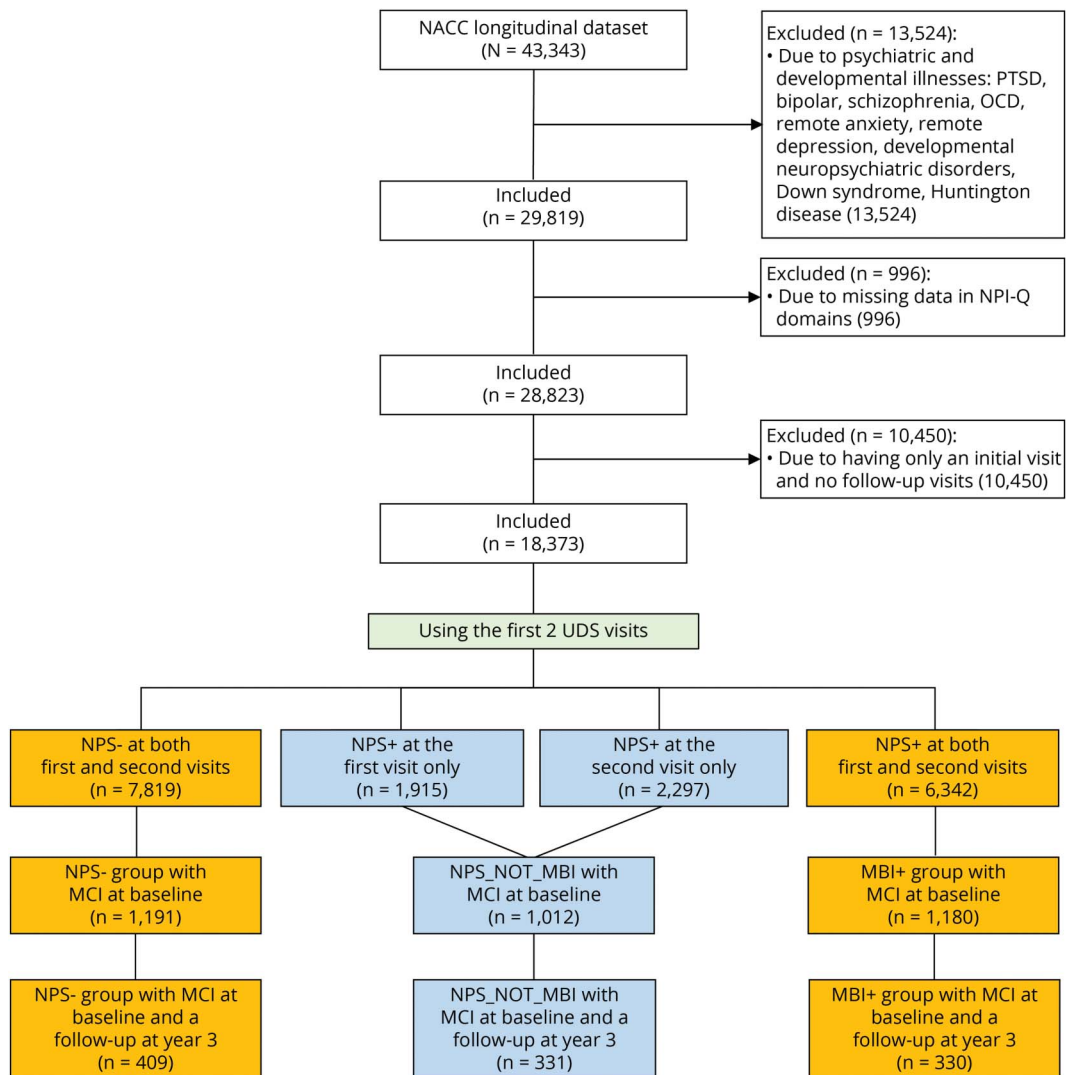 NACC longitudinal dataset
(N = 43,343)
Excluded (n = 13,524):
• Due to psychiatric and
developmental illnesses: PTSD,
bipolar, schizophrenia, OCD,
remote anxiety, remote
depression, developmental
neuropsychiatric disorders,
Down syndrome, Huntington
disease (13,524)
Included
(n = 29,819)
Excluded (n = 996):
• Due to missing data in NPI-Q
domains (996)
Included
(n = 28,823)
Excluded (n = 10,450):
• Due to having only an initial visit
and no follow-up visits (10,450)
Included
(n = 18,373)
Using the first 2 UDS visits
NPS- at both
first and second visits
(n = 7,819)
NPS+ at the
first visit only
(n = 1,915)
NPS+ at the
second visit only
(n = 2,297)
NPS+ at both
first and second visits
(n = 6,342)
NPS- group with
MCI at baseline
(n = 1,191)
NPS_NOT_MBI with
MCI at baseline
(n = 1,012)
MBI+ group with
MCI at baseline
(n = 1,180)
NPS- group with MCI at
baseline and a
follow-up at year 3
(n = 409)
NPS_NOT_MBI with
MCI at baseline and a
follow-up at year 3
(n = 331)
MBI+ group with MCI at
baseline and a
follow-up at year 3
(n = 330)